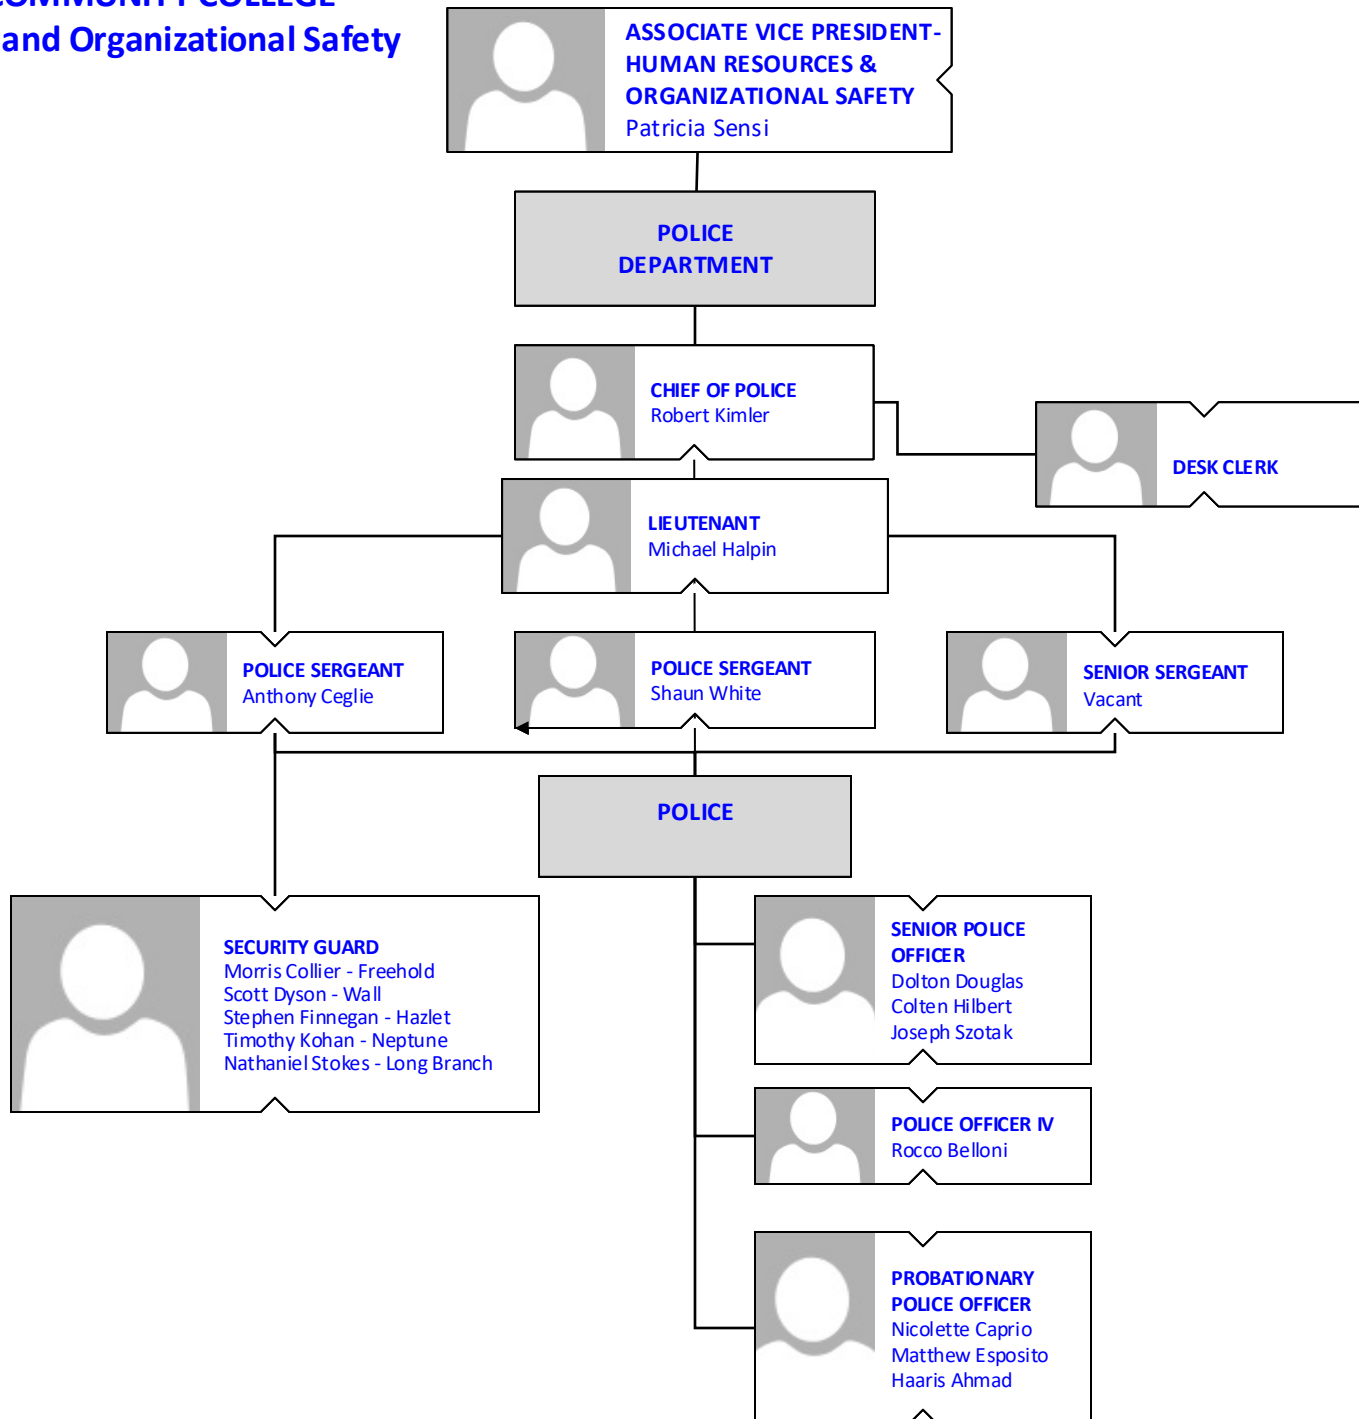 COMMUNITY COLLEGE
and Organizational Safety
ASSOCIATE VICE PRESIDENT-
HUMAN RESOURCES &
ORGANIZATIONAL SAFETY
Patricia Sensi
POLICE
DEPARTMENT
CHIEF OF POLICE
Robert Kimler
DESK CLERK
LIEUTENANT
Michael Halpin
POLICE SERGEANT
Anthony Ceglie
POLICE SERGEANT
Shaun White
SENIOR SERGEANT
Vacant
POLICE
SECURITY GUARD
Morris Collier - Freehold
Scott Dyson - Wall
Stephen Finnegan - Hazlet
Timothy Kohan - Neptune
Nathaniel Stokes - Long Branch
SENIOR POLICE
OFFICER
Dolton Douglas
Colten Hilbert
Joseph Szotak
POLICE OFFICER IV
Rocco Belloni
PROBATIONARY
POLICE OFFICER
Nicolette Caprio
Matthew Esposito
Haaris Ahmad